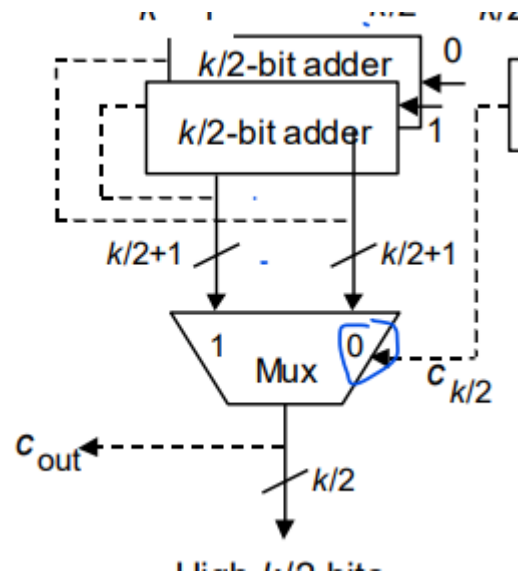 0
k/2-bit adder
1
k/2-bit adder
k/2+1 k/2+1
1 0
Mux
c k/2
c out
k/2